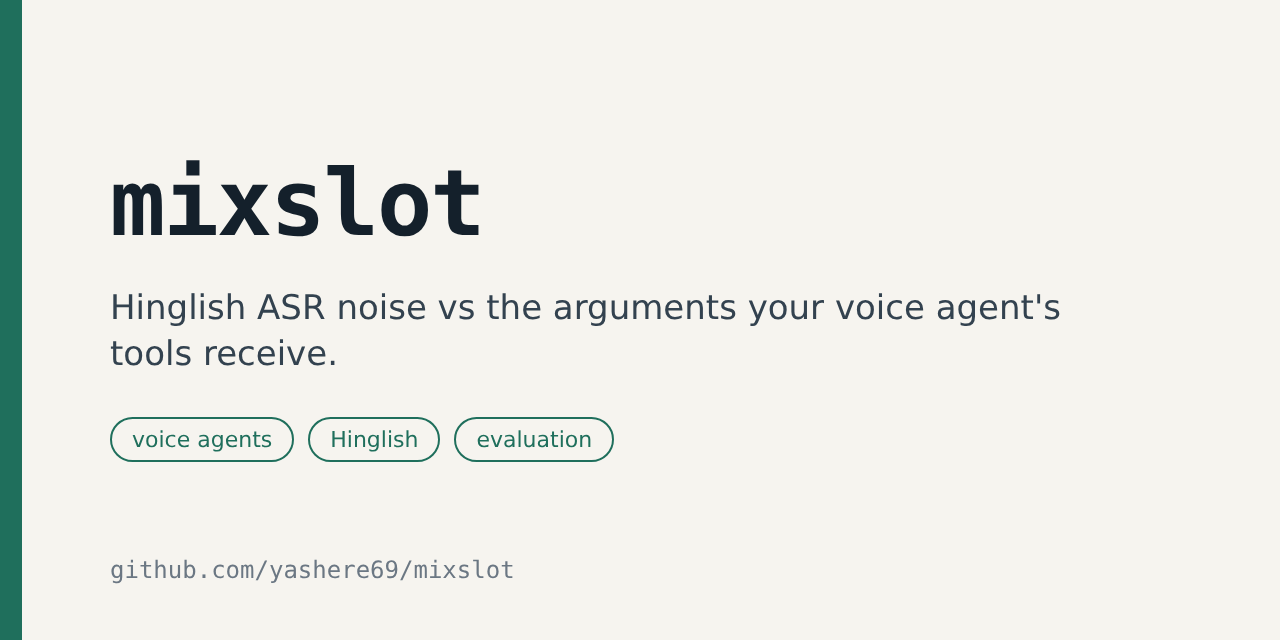 mixslot
Hinglish ASR noise vs the arguments your voice agent's
tools receive.
voice agents Hinglish evaluation
github.com/yashere69/mixslot